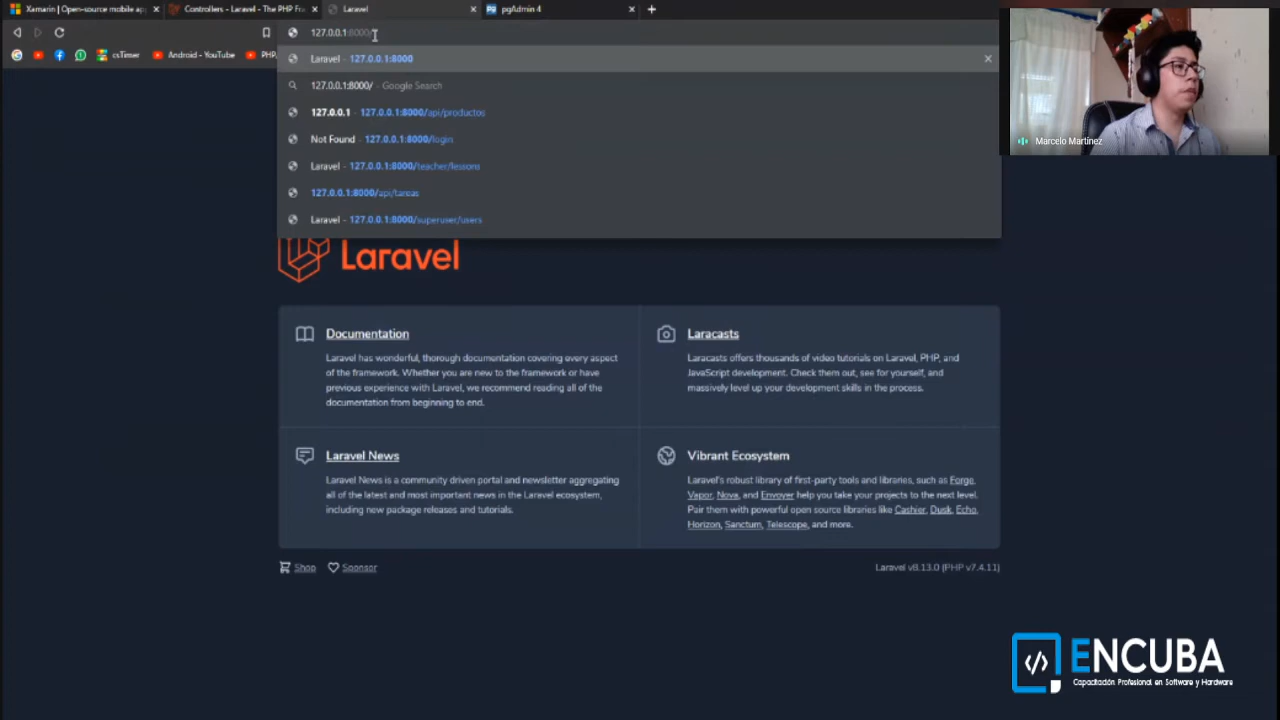 Xamarin | Open-source mobile ap
Controllers - Laravel - The PHP Fr
Laravel
pgAdmin 4
127.0.0.1:8000/
csTimer
Android - YouTube
PHP
Laravel - 127.0.0.1:8000
127.0.0.1:8000/ - Google Search
127.0.0.1 - 127.0.0.1:8000/api/productos
Not Found - 127.0.0.1:8000/login
Laravel - 127.0.0.1:8000/teacher/lessons
127.0.0.1:8000/api/tareas
Laravel - 127.0.0.1:8000/superuser/users
Marcelo Martínez
Laravel
Documentation
Laravel has wonderful, thorough documentation covering every aspect
of the framework. Whether you are new to the framework or have
previous experience with Laravel, we recommend reading all of the
documentation from beginning to end.
Laracasts
Laracasts offers thousands of video tutorials on Laravel, PHP, and
JavaScript development. Check them out, see for yourself, and
massively level up your development skills in the process.
Laravel News
Laravel News is a community driven portal and newsletter aggregating
all of the latest and most important news in the Laravel ecosystem,
including new package releases and tutorials.
Vibrant Ecosystem
Laravel's robust library of first-party tools and libraries, such as Forge,
Vapor, Nova, and Envoyer help you take your projects to the next level.
Pair them with powerful open source libraries like Cashier, Dusk, Echo,
Horizon, Sanctum, Telescope, and more.
Shop
Sponsor
Laravel v8.13.0 (PHP v7.4.11)
ENCUBA
Capacitación Profesional en Software y Hardware